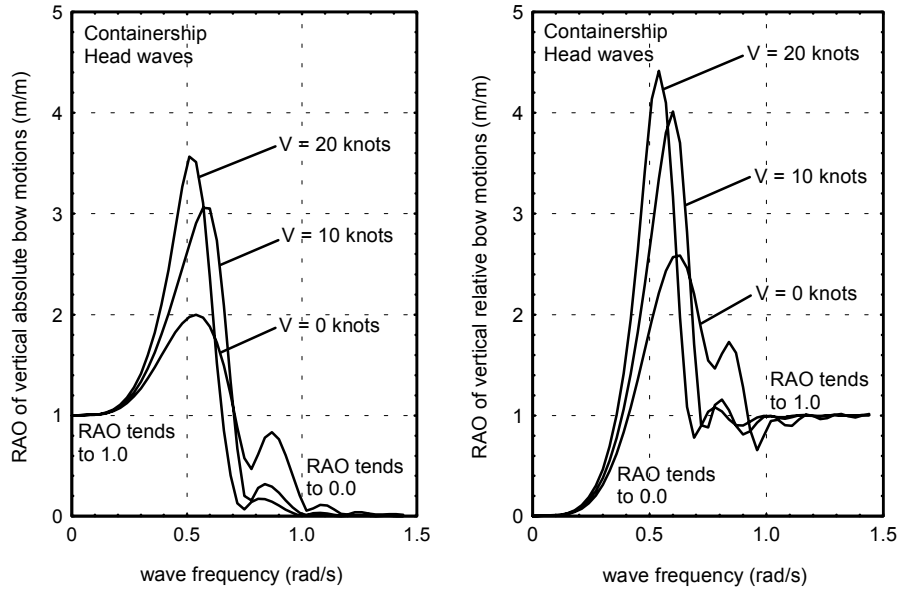 RAO of vertical absolute bow motions (m/m)
5
4
3
2
1
0
Containership
Head waves
V = 20 knots
V = 10 knots
V = 0 knots
RAO tends
to 1.0
RAO tends
to 0.0
0
0.5
1.0
1.5
wave frequency (rad/s)
RAO of vertical relative bow motions (m/m)
5
4
3
2
1
0
Containership
Head waves
V = 20 knots
V = 10 knots
V = 0 knots
RAO tends
to 1.0
RAO tends
to 0.0
0
0.5
1.0
1.5
wave frequency (rad/s)